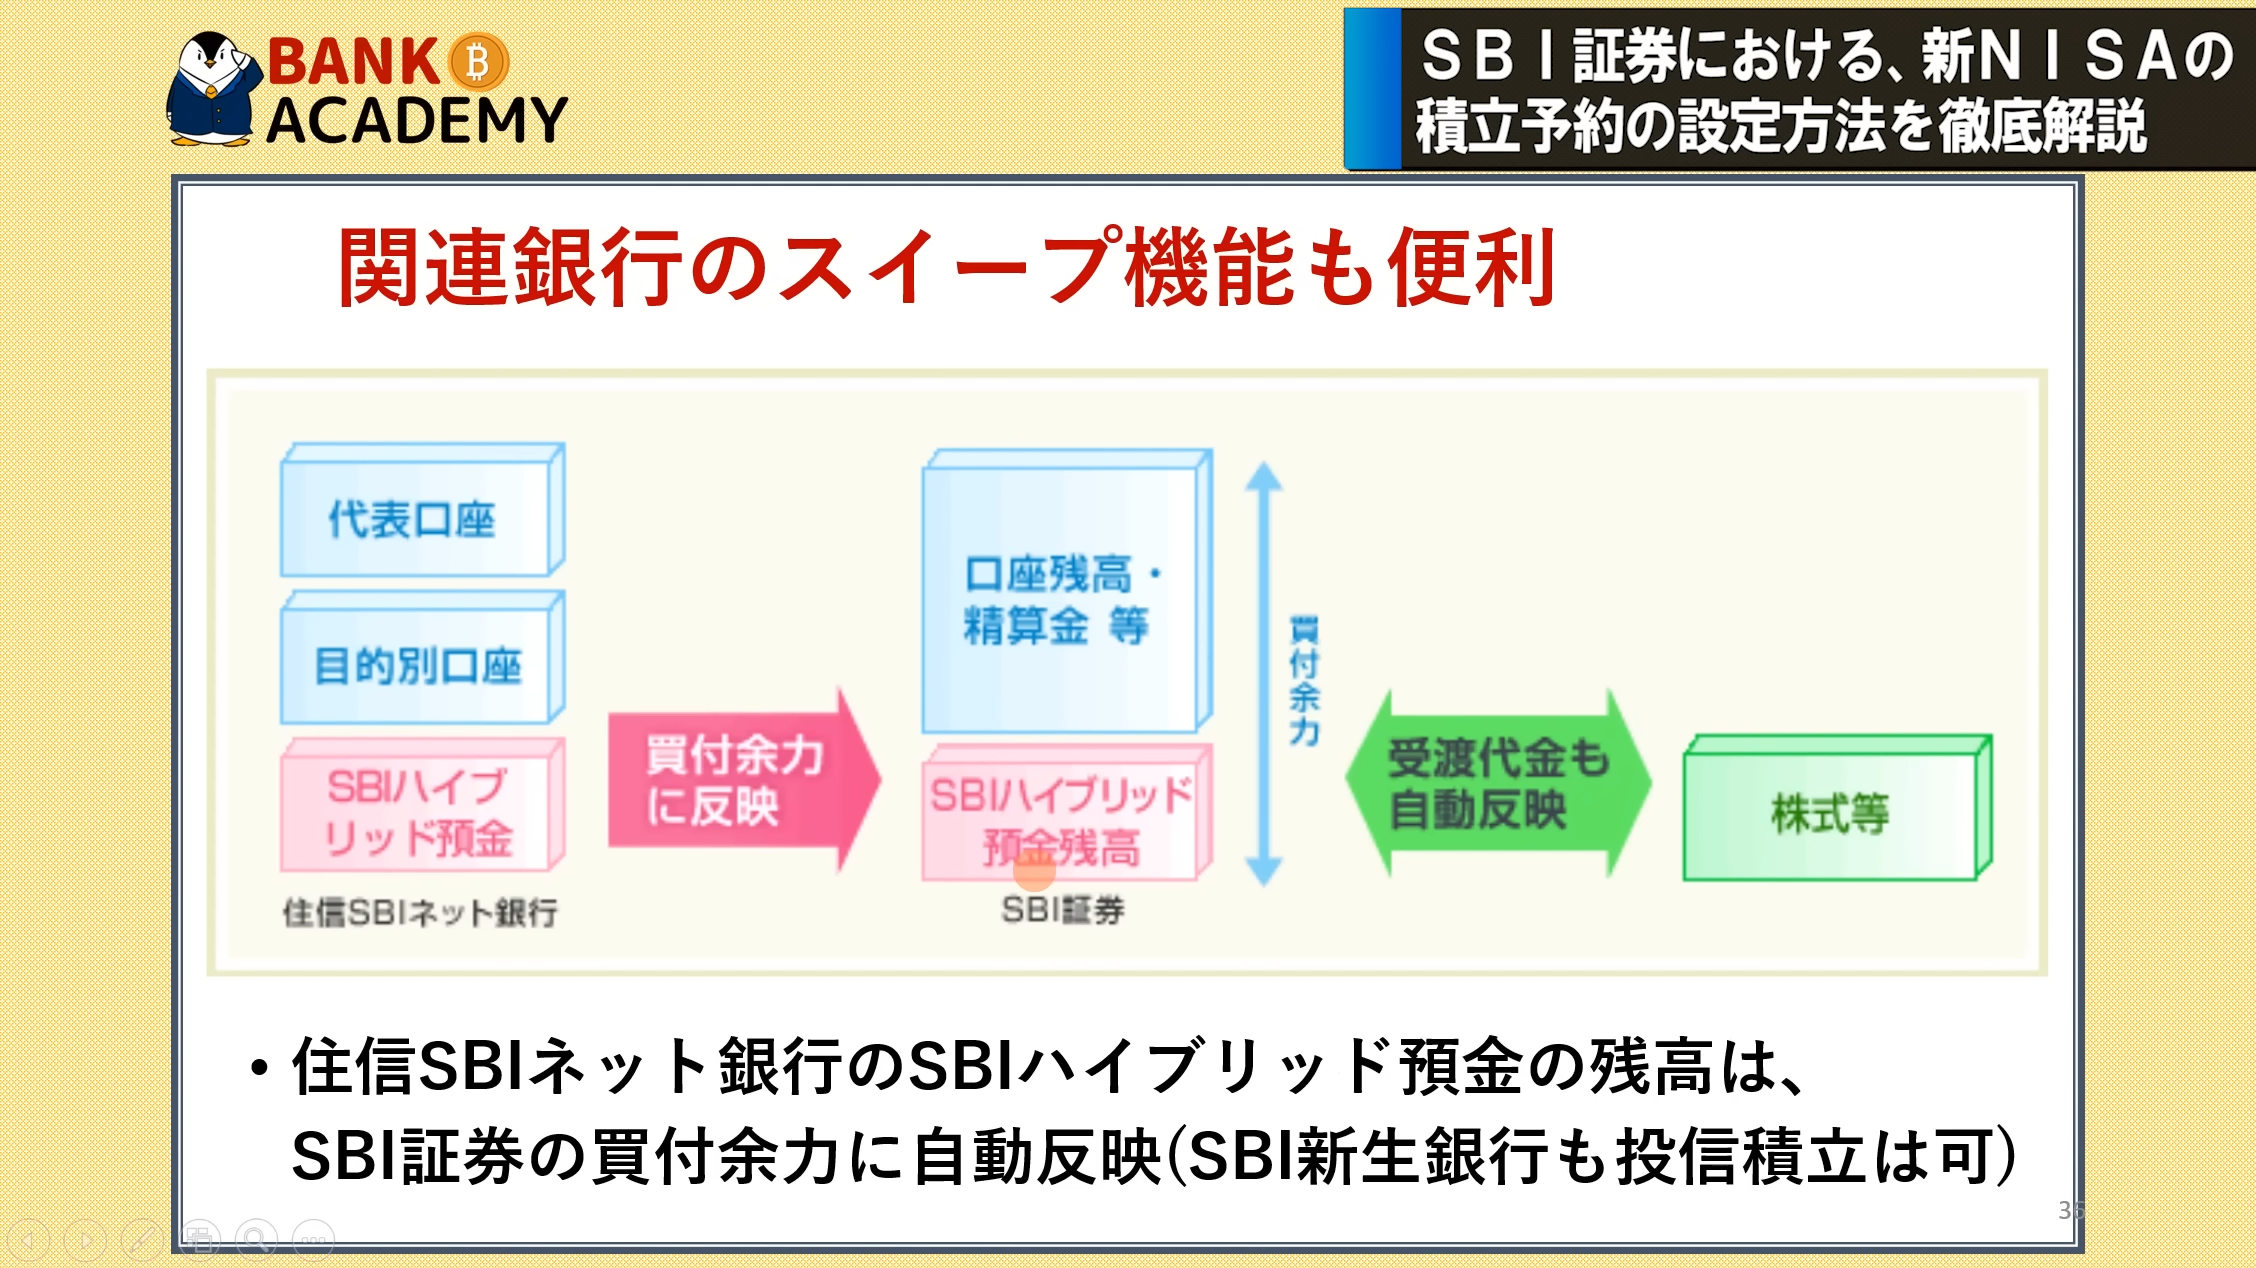 BANK
ACADEMY
SBI証券における、新NISAの
積立予約の設定方法を徹底解説
関連銀行のスイープ機能も便利
代表口座
目的別口座
SBIハイブ
リッド預金
住信SBIネット銀行
買付余力
に反映
口座残高・
精算金 等
SBIハイブリッド
預金残高
SBI証券
買付余力
受渡代金も
自動反映
株式等
・住信SBIネット銀行のSBIハイブリッド預金の残高は、
SBI証券の買付余力に自動反映(SBI新生銀行も投信積立は可)